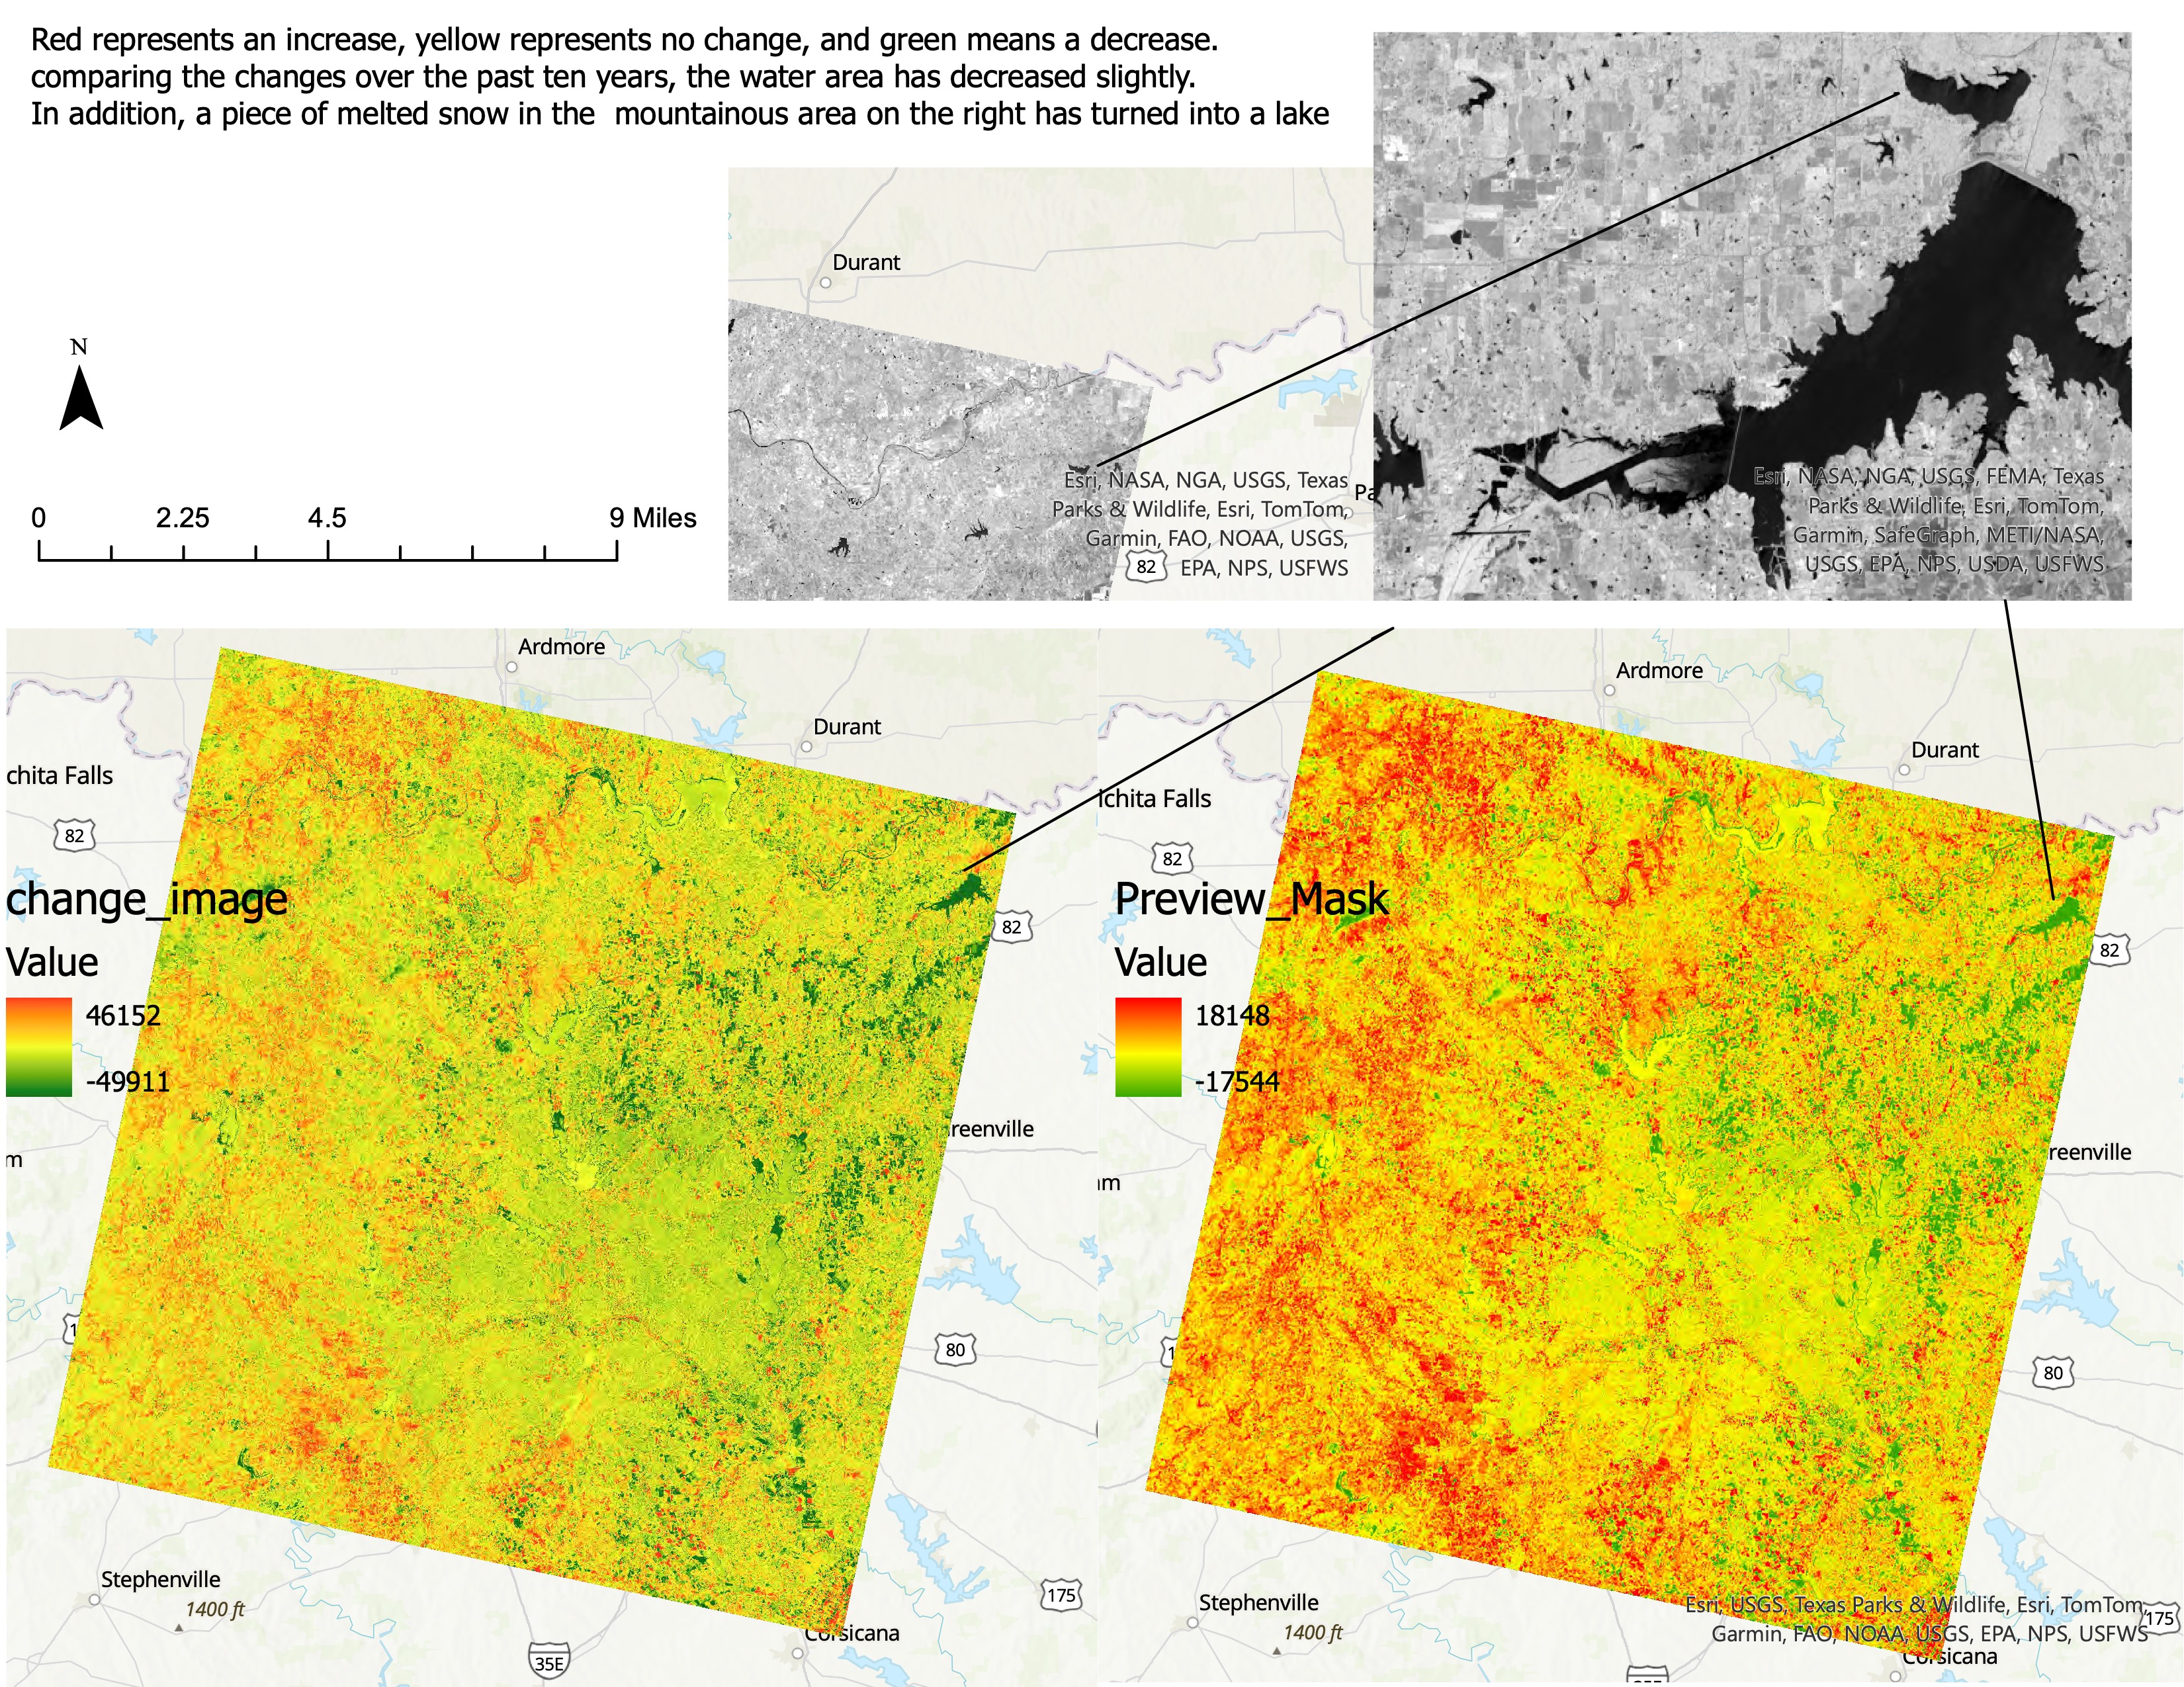 Red represents an increase, yellow represents no change, and green means a decrease.
comparing the changes over the past ten years, the water area has decreased slightly.
In addition, a piece of melted snow in the  mountainous area on the right has turned into a lake
N
0 2.25 4.5 9 Miles
Durant
Esri, NASA, NGA, USGS, Texas
Parks & Wildlife, Esri, TomTom,
Garmin, FAO, NOAA, USGS,
EPA, NPS, USFWS
82
Pa
Esri, NASA, NGA, USGS, FEMA, Texas
Parks & Wildlife, Esri, TomTom,
Garmin, SafeGraph, METI/NASA,
USGS, EPA, NPS, USDA, USFWS
Ardmore
Durant
chita Falls
82
change_image
Value
46152
-49911
82
reenville
m
1
80
Stephenville
1400 ft
35E
Corsicana
175
Ardmore
Durant
ichita Falls
82
Preview_Mask
Value
18148
-17544
82
reenville
m
1
80
Stephenville
1400 ft
Esri, USGS, Texas Parks & Wildlife, Esri, TomTom,
Garmin, FAO, NOAA, USGS, EPA, NPS, USFWS
175
Corsicana